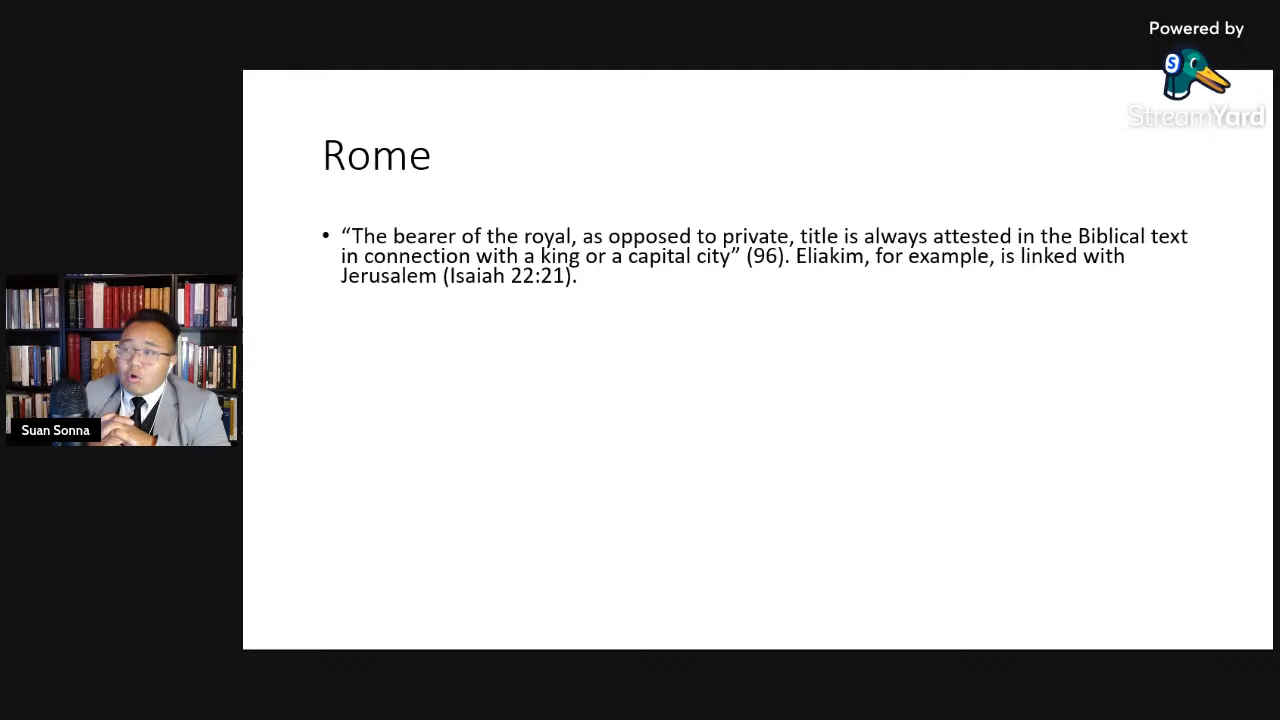 Powered by
StreamYard
Rome
• “The bearer of the royal, as opposed to private, title is always attested in the Biblical text
in connection with a king or a capital city” (96). Eliakim, for example, is linked with
Jerusalem (Isaiah 22:21).
Suan Sonna